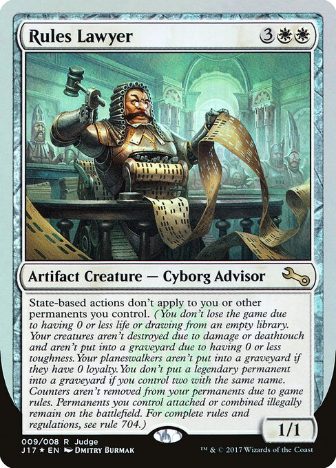 Rules Lawyer 3
Artifact Creature — Cyborg Advisor
State-based actions don't apply to you or other
permanents you control. (You don't lose the game due
to having 0 or less life or drawing from an empty library.
Your creatures aren't destroyed due to damage or deathtouch
and aren't put into a graveyard due to having 0 or less
toughness. Your planeswalkers aren't put into a graveyard if
they have 0 loyalty. You don't put a legendary permanent
into a graveyard if you control two with the same name.
Counters aren't removed from your permanents due to game
rules. Permanents you control attached or combined illegally
remain on the battlefield. For complete rules and
regulations, see rule 704.)
1/1
009/008 R Judge
J17 ★ EN Dmitry Burmak
™ & © 2017 Wizards of the Coast